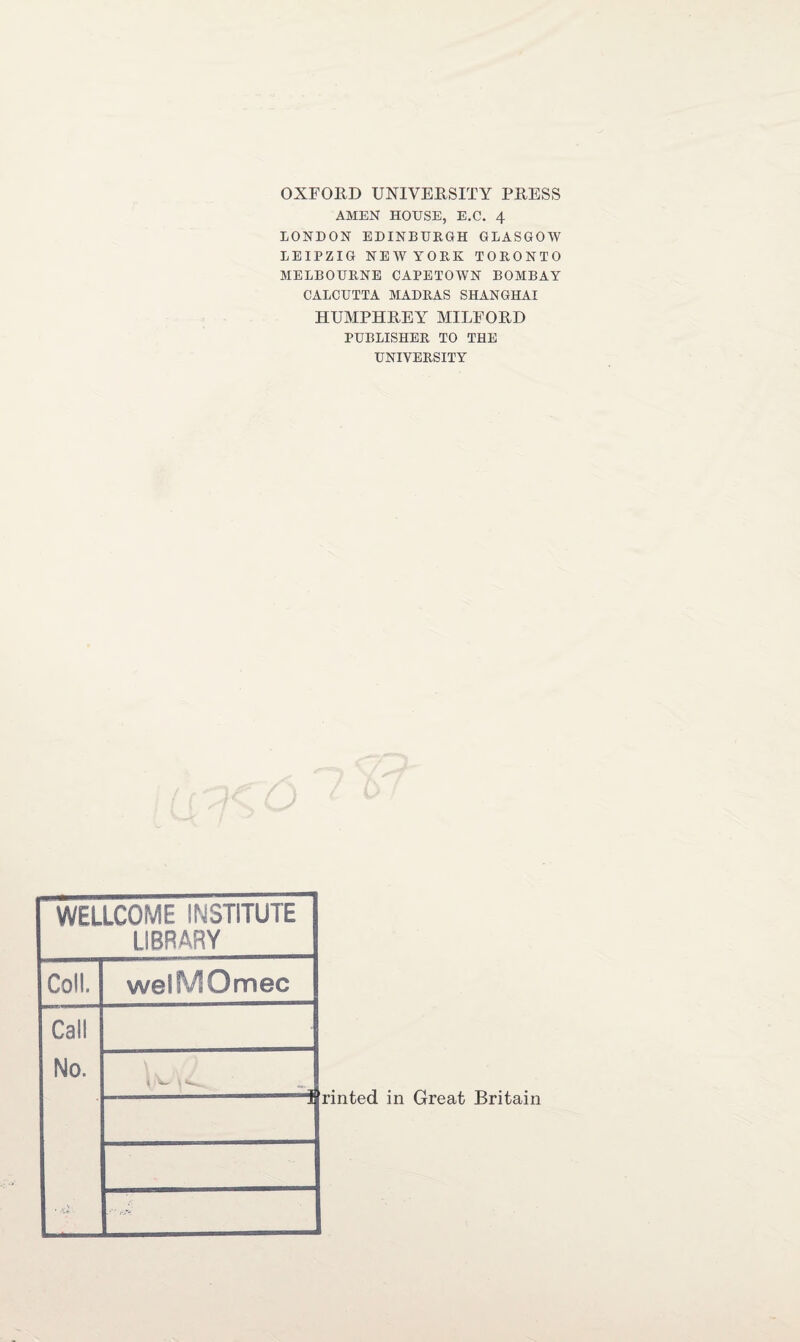 OXFORD UNIVERSITY PRESS
AMEN HOUSE, E.C. 4
LONDON EDINBURGH GLASGOW
LEIPZIG NEW YORK TORONTO
MELBOURNE CAPETOWN BOMBAY
CALCUTTA MADRAS SHANGHAI
HUMPHREY MILFORD
PUBLISHER TO THE
UNIVERSITY
WELLCOME INSTITUTE
LIBRARY
Coll. welMOmec
Call
No.
Printed in Great Britain